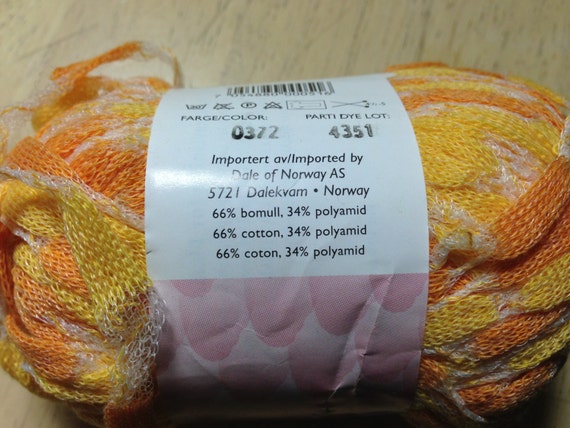 FARGE/COLOR: PARTI DYE LOT:
0372 4351
Importert av/Imported by
Dale of Norway AS
5721 Dalekvam • Norway
66% bomull, 34% polyamid
66% cotton, 34% polyamid
66% coton, 34% polyamid